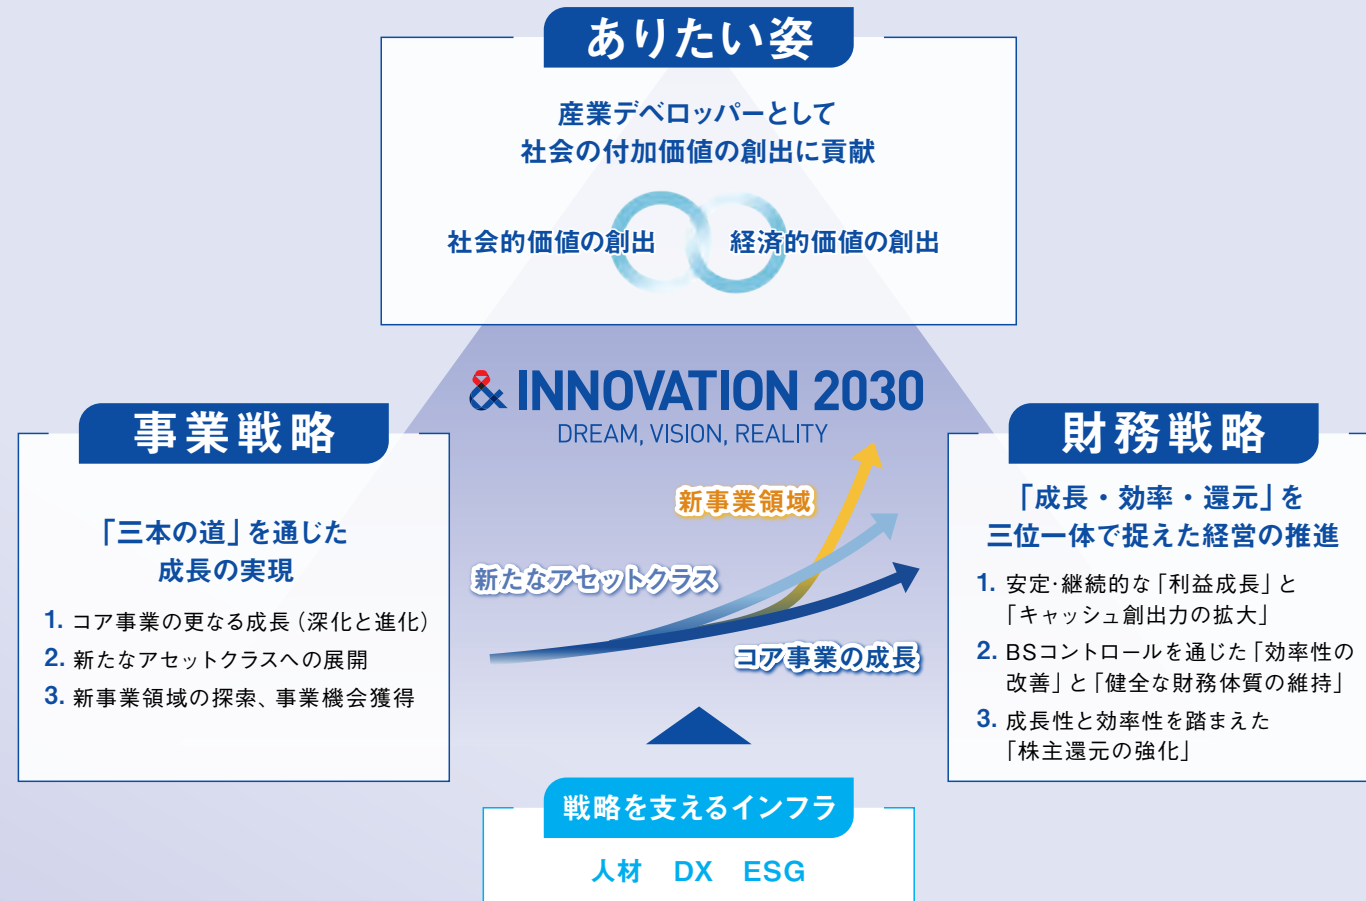 ありたい姿
産業デベロッパーとして
社会の付加価値の創出に貢献
社会的価値の創出
経済的価値の創出
& INNOVATION 2030
DREAM, VISION, REALITY
新事業領域
新たなアセットクラス
コア事業の成長
事業戦略
「三本の道」を通じた
成長の実現
1. コア事業の更なる成長（深化と進化）
2. 新たなアセットクラスへの展開
3. 新事業領域の探索、事業機会獲得
財務戦略
「成長・効率・還元」を
三位一体で捉えた経営の推進
1. 安定・継続的な「利益成長」と
「キャッシュ創出力の拡大」
2. BSコントロールを通じた「効率性の
改善」と「健全な財務体質の維持」
3. 成長性と効率性を踏まえた
「株主還元の強化」
戦略を支えるインフラ
人材 DX ESG